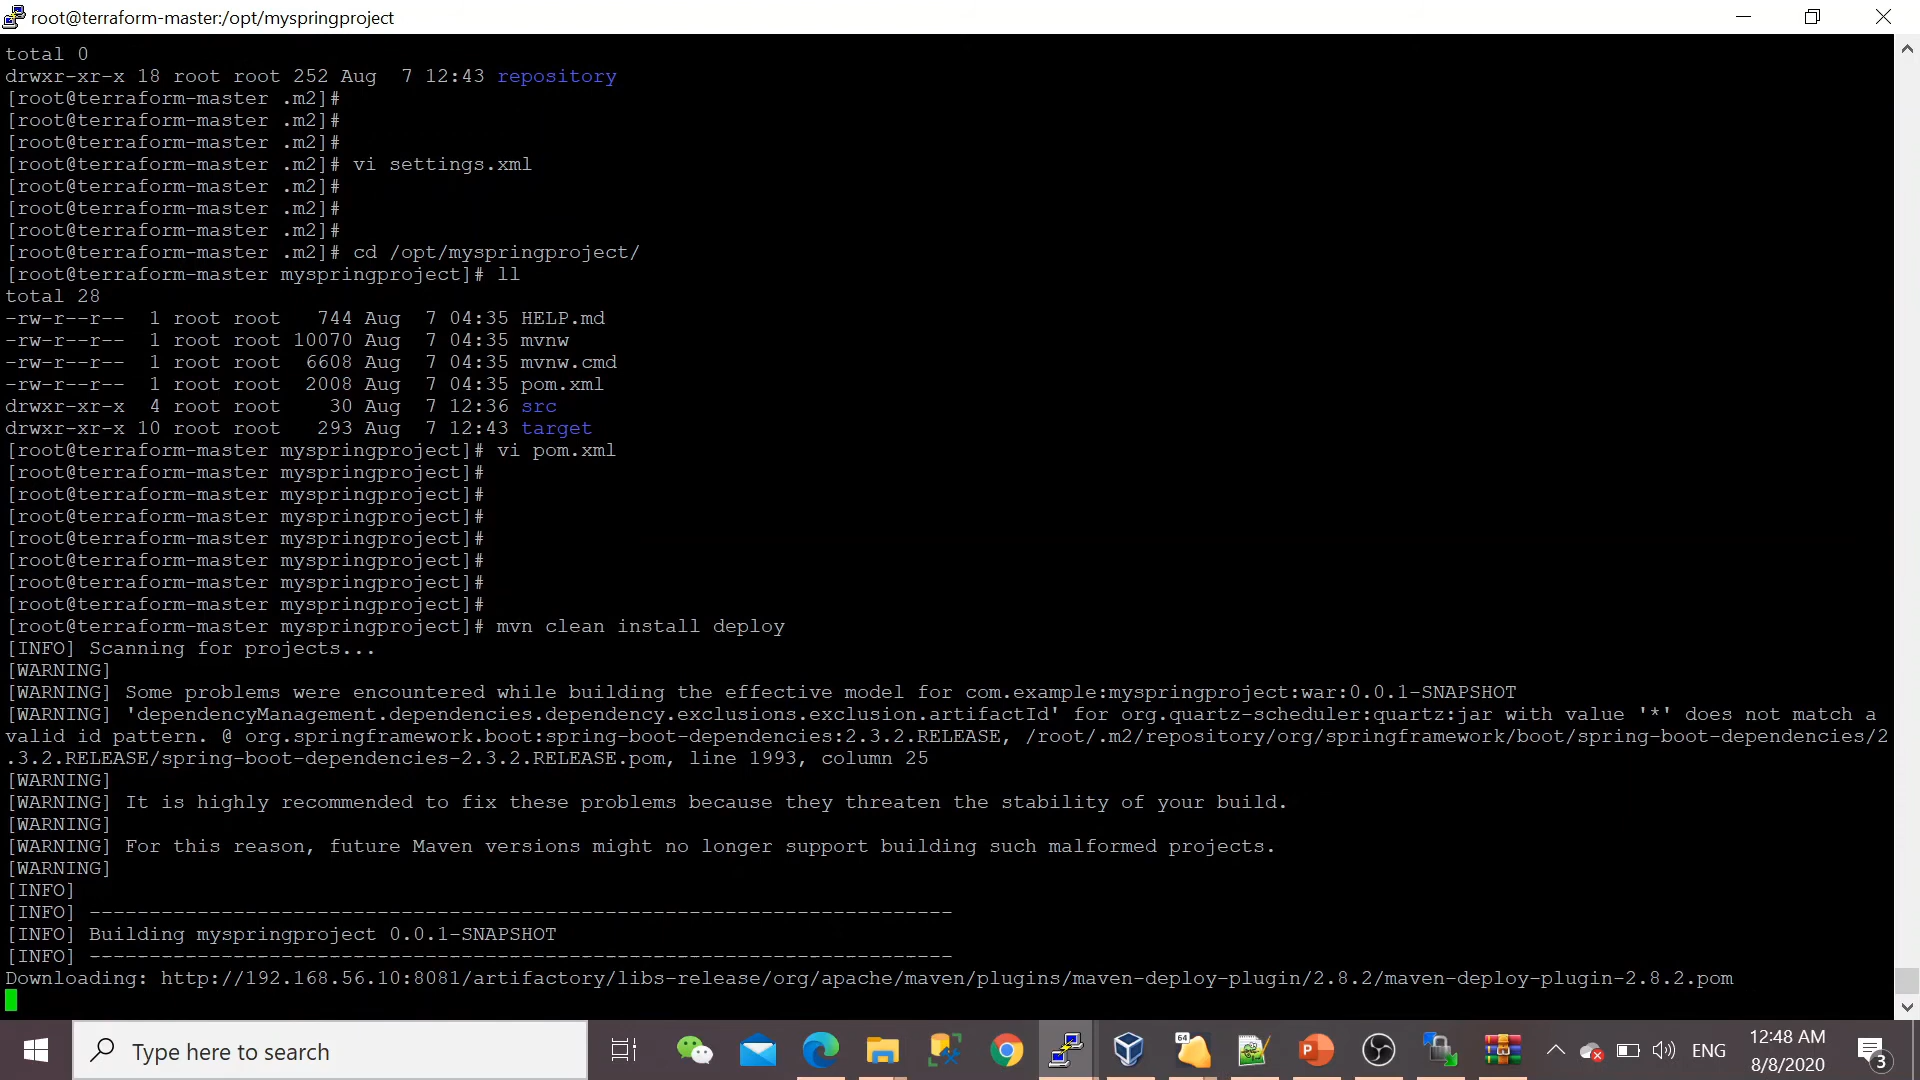 root@terraform-master:/opt/myspringproject
total 0
drwxr-xr-x 18 root root 252 Aug  7 12:43 repository
[root@terraform-master .m2]#
[root@terraform-master .m2]#
[root@terraform-master .m2]#
[root@terraform-master .m2]# vi settings.xml
[root@terraform-master .m2]#
[root@terraform-master .m2]#
[root@terraform-master .m2]#
[root@terraform-master .m2]# cd /opt/myspringproject/
[root@terraform-master myspringproject]# ll
total 28
-rw-r--r--  1 root root   744 Aug  7 04:35 HELP.md
-rw-r--r--  1 root root 10070 Aug  7 04:35 mvnw
-rw-r--r--  1 root root  6608 Aug  7 04:35 mvnw.cmd
-rw-r--r--  1 root root  2008 Aug  7 04:35 pom.xml
drwxr-xr-x  4 root root    30 Aug  7 12:36 src
drwxr-xr-x 10 root root   293 Aug  7 12:43 target
[root@terraform-master myspringproject]# vi pom.xml
[root@terraform-master myspringproject]#
[root@terraform-master myspringproject]#
[root@terraform-master myspringproject]#
[root@terraform-master myspringproject]#
[root@terraform-master myspringproject]#
[root@terraform-master myspringproject]#
[root@terraform-master myspringproject]#
[root@terraform-master myspringproject]# mvn clean install deploy
[INFO] Scanning for projects...
[WARNING]
[WARNING] Some problems were encountered while building the effective model for com.example:myspringproject:war:0.0.1-SNAPSHOT
[WARNING] 'dependencyManagement.dependencies.dependency.exclusions.exclusion.artifactId' for org.quartz-scheduler:quartz:jar with value '*' does not match a
valid id pattern. @ org.springframework.boot:spring-boot-dependencies:2.3.2.RELEASE, /root/.m2/repository/org/springframework/boot/spring-boot-dependencies/2
.3.2.RELEASE/spring-boot-dependencies-2.3.2.RELEASE.pom, line 1993, column 25
[WARNING]
[WARNING] It is highly recommended to fix these problems because they threaten the stability of your build.
[WARNING]
[WARNING] For this reason, future Maven versions might no longer support building such malformed projects.
[WARNING]
[INFO]
[INFO] ------------------------------------------------------------------------
[INFO] Building myspringproject 0.0.1-SNAPSHOT
[INFO] ------------------------------------------------------------------------
Downloading: http://192.168.56.10:8081/artifactory/libs-release/org/apache/maven/plugins/maven-deploy-plugin/2.8.2/maven-deploy-plugin-2.8.2.pom
Type here to search
64
P
ENG
12:48 AM
8/8/2020
3